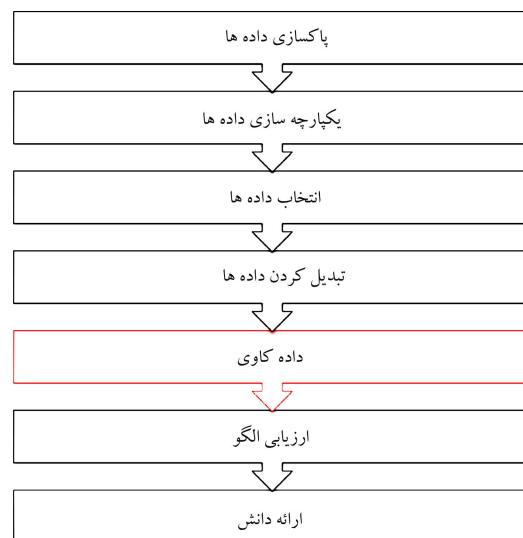 پاکسازی داده ها
یکپارچه سازی داده ها
انتخاب داده ها
تبدیل کردن داده ها
داده کاوی
ارزیابی الگو
ارائه دانش